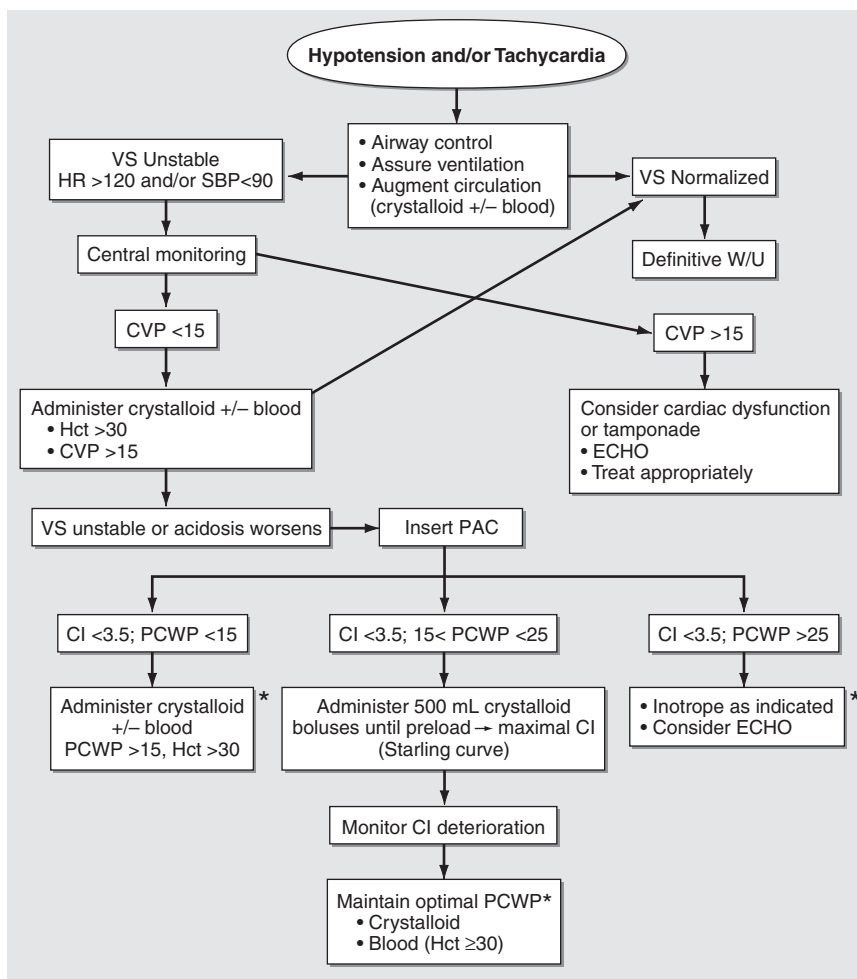 Hypotension and/or Tachycardia
• Airway control
• Assure ventilation
• Augment circulation
(crystalloid +/– blood)
VS Unstable
HR >120 and/or SBP<90
VS Normalized
Central monitoring
Definitive W/U
CVP <15
CVP >15
Administer crystalloid +/– blood
• Hct >30
• CVP >15
Consider cardiac dysfunction
or tamponade
• ECHO
• Treat appropriately
VS unstable or acidosis worsens
Insert PAC
CI <3.5; PCWP <15
CI <3.5; 15< PCWP <25
CI <3.5; PCWP >25
Administer crystalloid
+/– blood
PCWP >15, Hct >30
*
Administer 500 mL crystalloid
boluses until preload → maximal CI
(Starling curve)
• Inotrope as indicated
• Consider ECHO
*
Monitor CI deterioration
Maintain optimal PCWP*
• Crystalloid
• Blood (Hct ≥30)